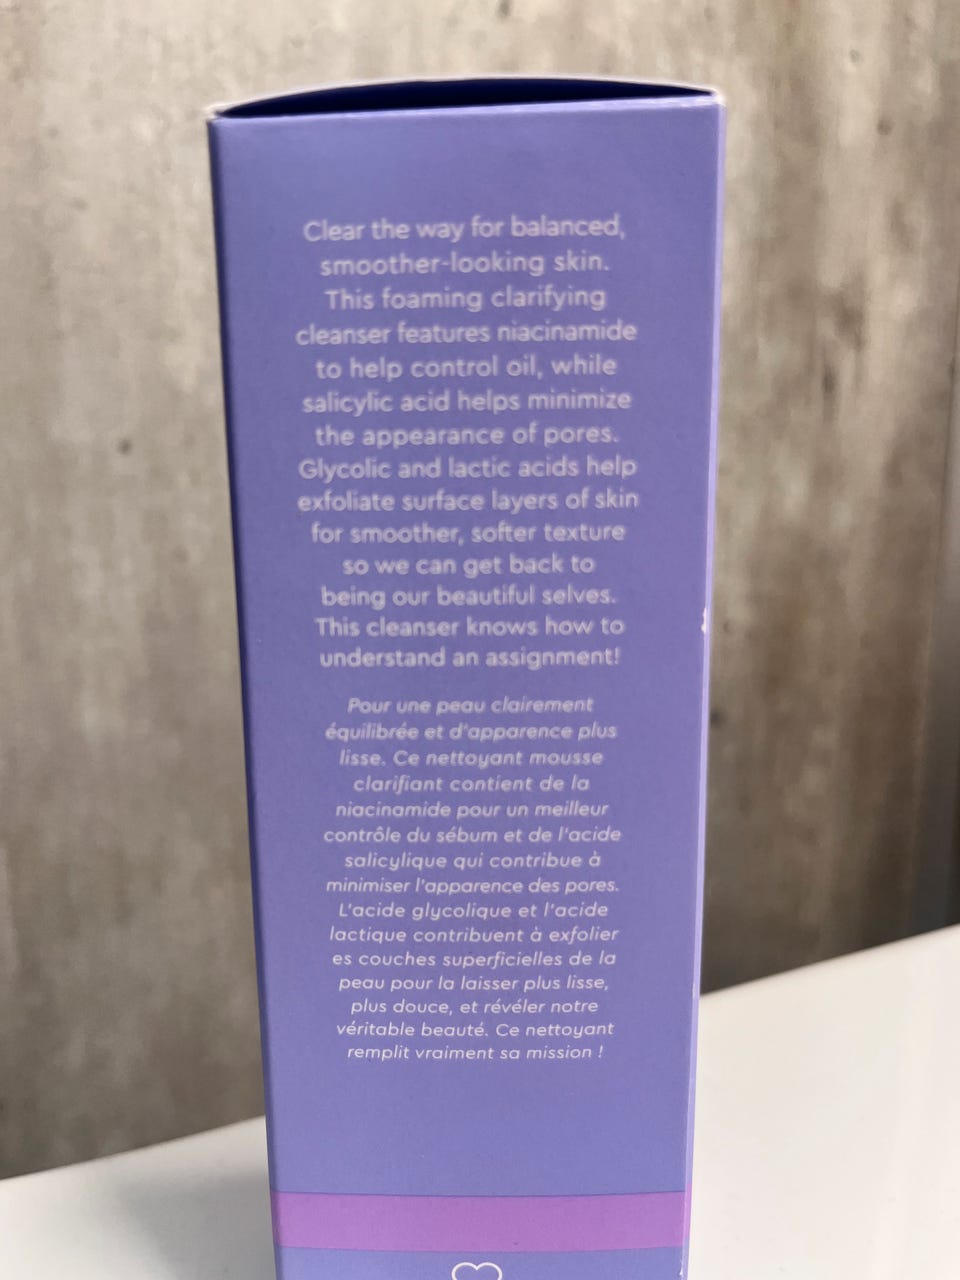 Clear the way for balanced,
smoother-looking skin.
This foaming clarifying
cleanser features niacinamide
to help control oil, while
salicylic acid helps minimize
the appearance of pores.
Glycolic and lactic acids help
exfoliate surface layers of skin
for smoother, softer texture
so we can get back to
being our beautiful selves.
This cleanser knows how to
understand an assignment!
Pour une peau clairement
équilibrée et d'apparence plus
lisse. Ce nettoyant mousse
clarifiant contient de la
niacinamide pour un meilleur
contrôle du sébum et de l'acide
salicylique qui contribue à
minimiser l'apparence des pores.
L'acide glycolique et l'acide
lactique contribuent à exfolier
es couches superficielles de la
peau pour la laisser plus lisse,
plus douce, et révéler notre
véritable beauté. Ce nettoyant
remplit vraiment sa mission !